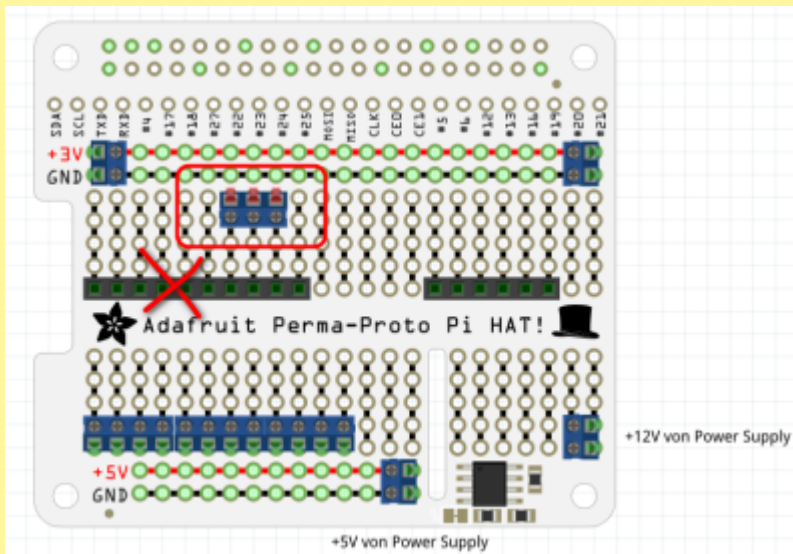 SDA SCL TXD RXD #4 #17 #18 #27 #22 #23 #24 #25 MOSI MISO CLK CE0 CE1 #5 #6 #12 #13 #16 #19 #20 #21
+3V
GND
Adafruit Perma-Proto Pi HAT!
+12V von Power Supply
+5V
GND
+5V von Power Supply